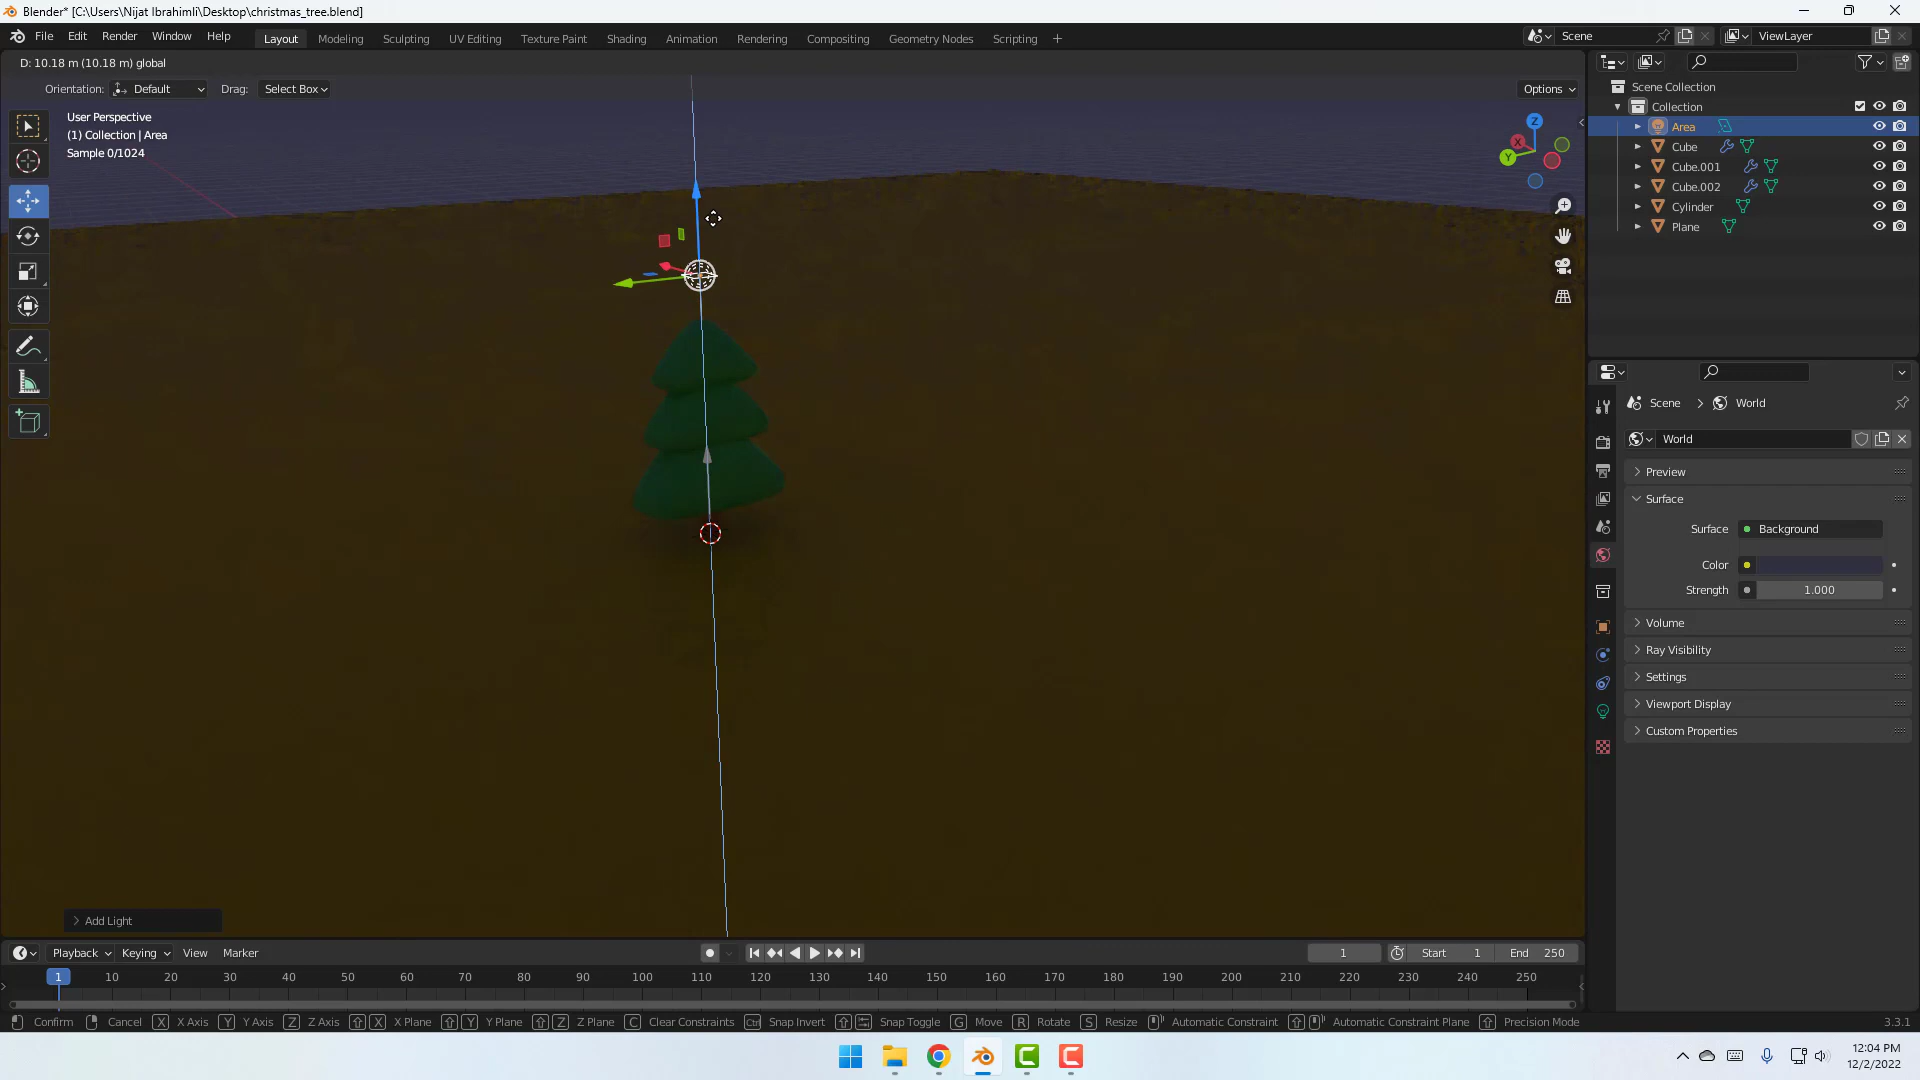 Blender* [C:\Users\Nijat Ibrahimli\Desktop\christmas_tree.blend]
File Edit Render Window Help Layout Modeling Sculpting UV Editing Texture Paint Shading Animation Rendering Compositing Geometry Nodes Scripting Scene ViewLayer
D: 10.18 m (10.18 m) global
Orientation: Default Drag: Select Box Options
User Perspective
(1) Collection | Area
Sample 0/1024
Z
X
Y
Scene Collection
Collection
Area
Cube
Cube.001
Cube.002
Cylinder
Plane
Scene World
World
Preview
Surface
Surface Background
Color
Strength 1.000
Volume
Ray Visibility
Settings
Viewport Display
Custom Properties
Add Light
Playback Keying View Marker 1 Start 1 End 250
1 10 20 30 40 50 60 70 80 90 100 110 120 130 140 150 160 170 180 190 200 210 220 230 240 250
Confirm Cancel X X Axis Y Y Axis Z Z Axis X X Plane Y Y Plane Z Z Plane C Clear Constraints Ctrl Snap Invert Snap Toggle G Move R Rotate S Resize Automatic Constraint Automatic Constraint Plane Precision Mode 3.3.1
12:04 PM
12/2/2022